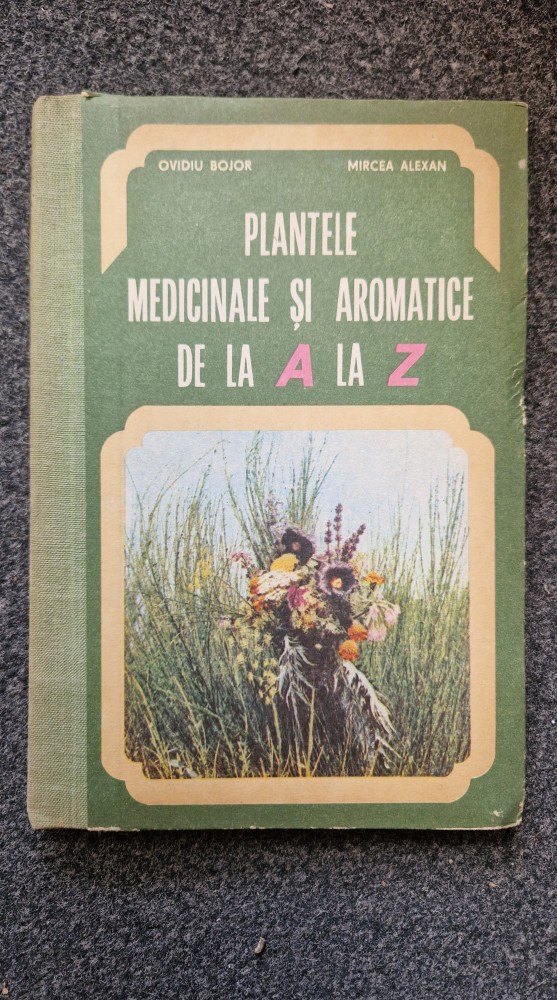 OVIDIU BOJOR MIRCEA ALEXAN
PLANTELE
MEDICINALE ȘI AROMATICE
DE LA A LA Z